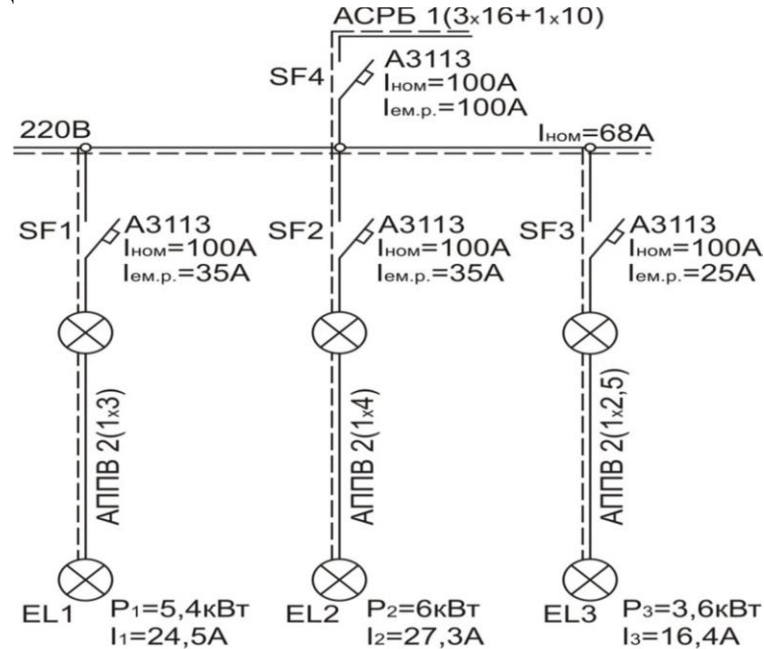 АСРБ 1(3х16+1х10)
SF4
А3113
Iном=100А
Iем.р.=100А
220В
Iном=68А
SF1
А3113
Iном=100А
Iем.р.=35А
SF2
А3113
Iном=100А
Iем.р.=35А
SF3
А3113
Iном=100А
Iем.р.=25А
АППВ 2(1х3)
АППВ 2(1х4)
АППВ 2(1х2,5)
EL1
P1=5,4кВт
I1=24,5А
EL2
P2=6кВт
I2=27,3А
EL3
P3=3,6кВт
I3=16,4А